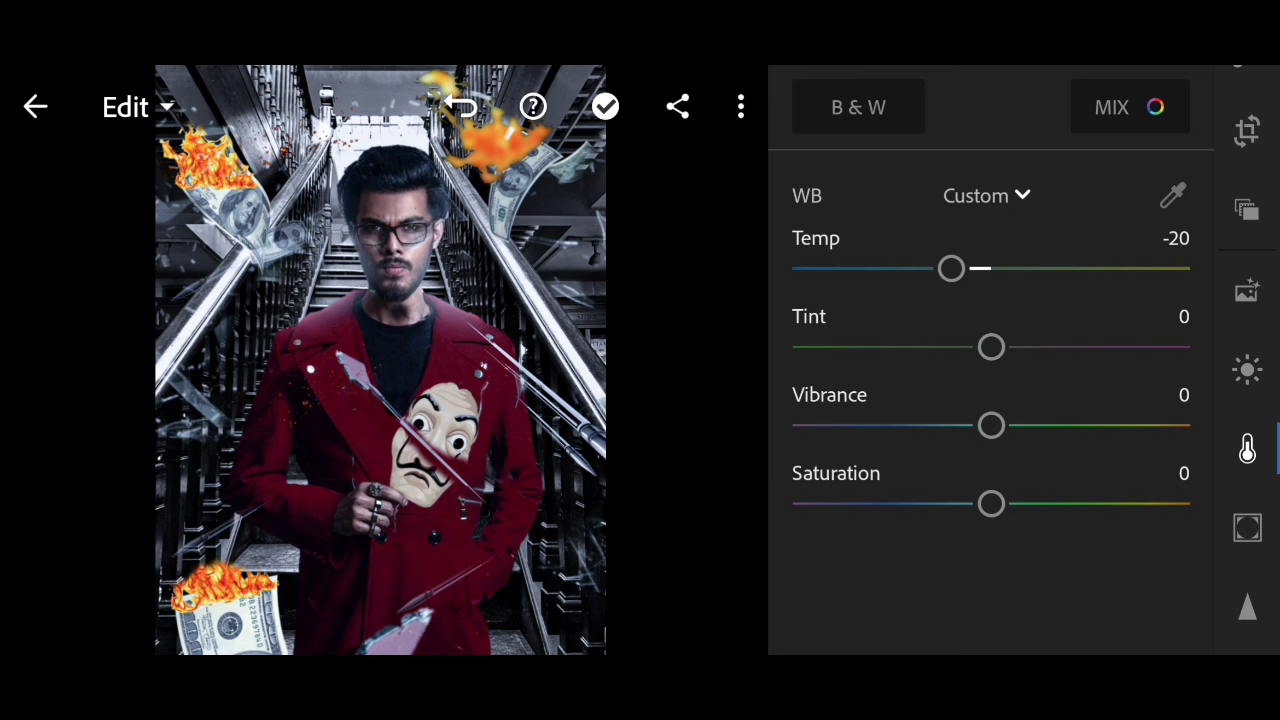 Edit
B & W
MIX
WB
Custom
Temp
-20
Tint
0
Vibrance
0
Saturation
0